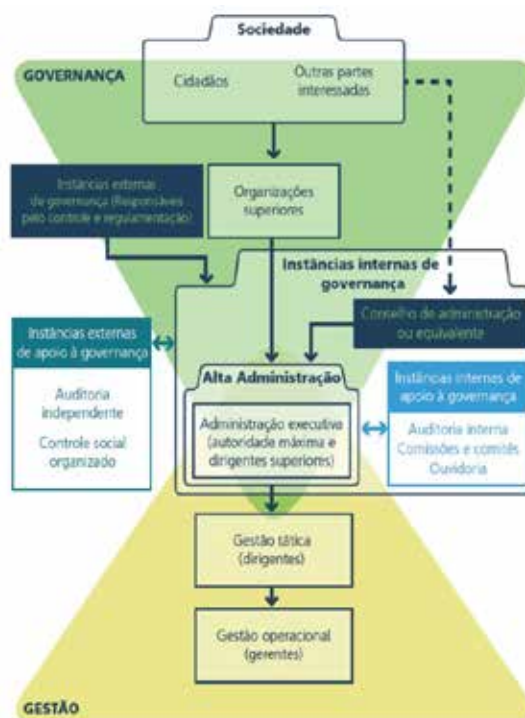 Sociedade
GOVERNANÇA
Cidadãos
Outras partes
interessadas
Instâncias externas
de governança (Responsáveis
pelo controle e regulamentação)
Organizações
superiores
Instâncias internas de
governança
Conselho de administração
ou equivalente
Instâncias externas
de apoio à governança
Auditoria
independente
Controle social
organizado
Alta Administração
Administração executiva
(autoridade máxima e
dirigentes superiores)
Instâncias internas de
apoio à governança
Auditoria interna
Comissões e comitês
Ouvidoria
Gestão tática
(dirigentes)
Gestão operacional
(gerentes)
GESTÃO